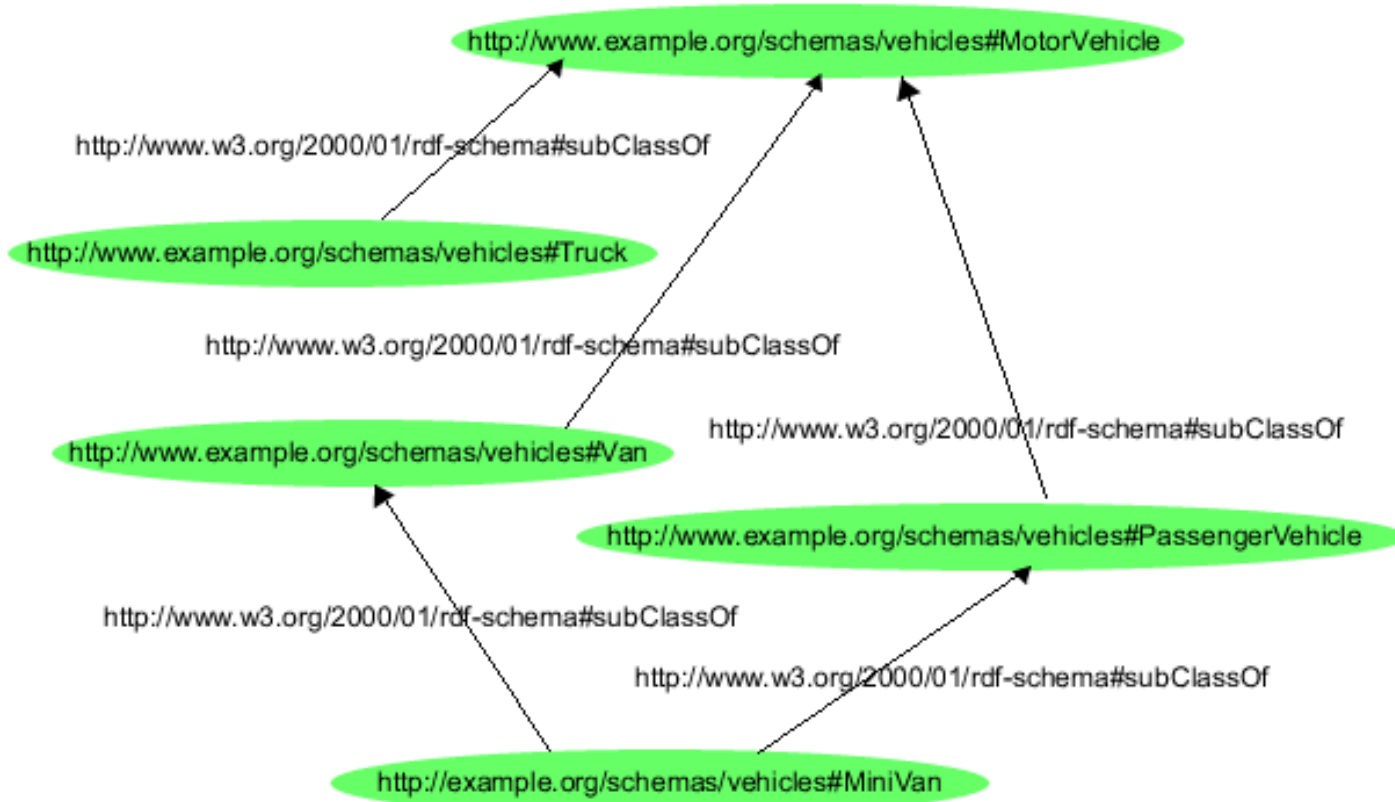 http://www.example.org/schemas/vehicles#MotorVehicle
http://www.w3.org/2000/01/rdf-schema#subClassOf
http://www.example.org/schemas/vehicles#Truck
http://www.w3.org/2000/01/rdf-schema#subClassOf
http://www.w3.org/2000/01/rdf-schema#subClassOf
http://www.example.org/schemas/vehicles#Van
http://www.example.org/schemas/vehicles#PassengerVehicle
http://www.w3.org/2000/01/rdf-schema#subClassOf
http://www.w3.org/2000/01/rdf-schema#subClassOf
http://example.org/schemas/vehicles#MiniVan